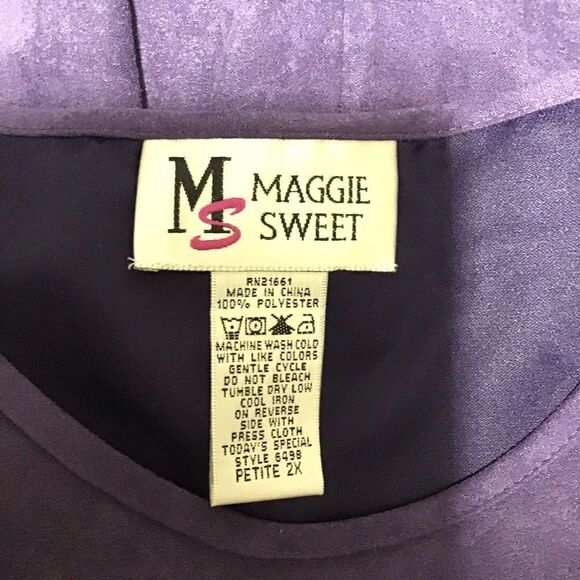 MS MAGGIE
SWEET
RN21661
MADE IN CHINA
100% POLYESTER
MACHINE WASH COLD
WITH LIKE COLORS
GENTLE CYCLE
DO NOT BLEACH
TUMBLE DRY LOW
COOL IRON
ON REVERSE
SIDE WITH
PRESS CLOTH
TODAY'S SPECIAL
STYLE 6498
PETITE 2X